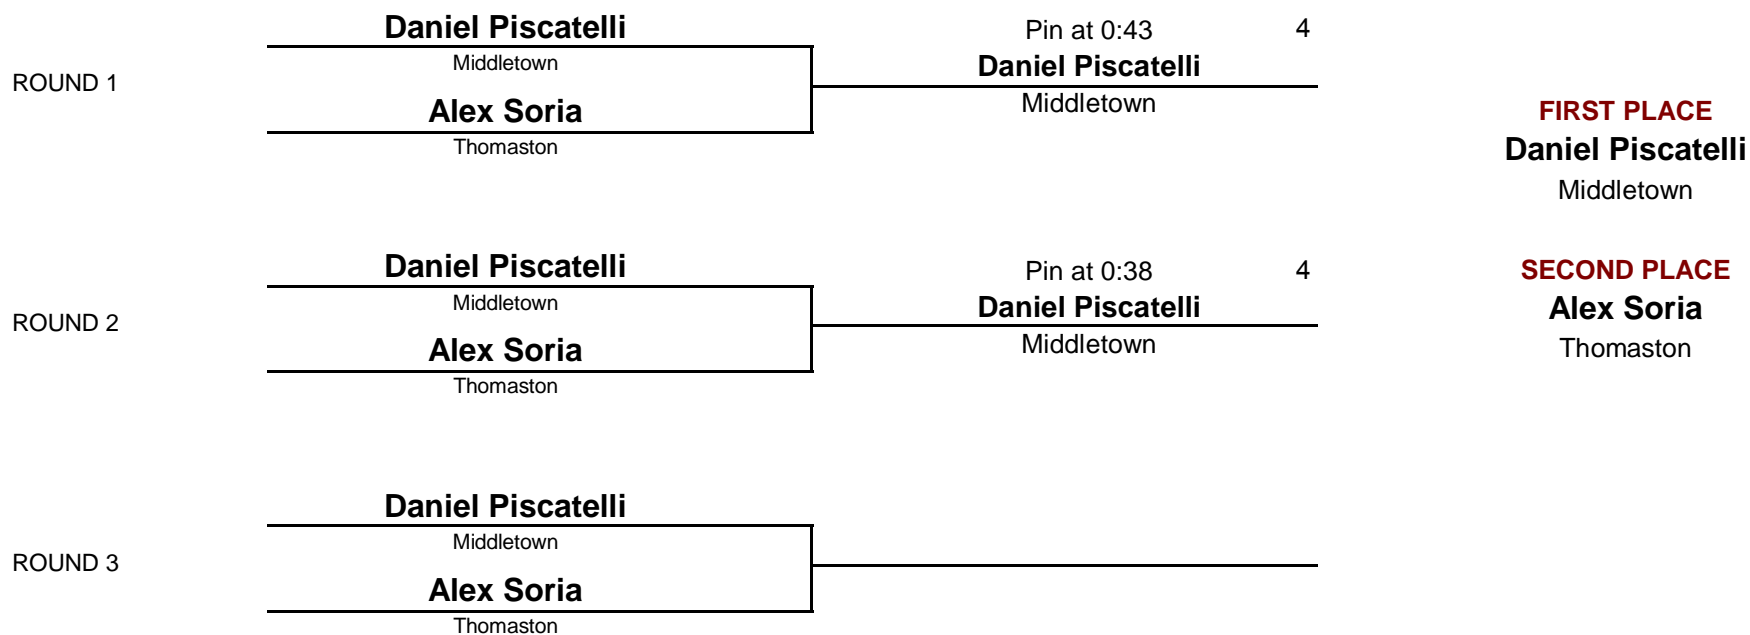 ROUND 1
Daniel Piscatelli
Middletown
Alex Soria
Thomaston
Pin at 0:43 4
Daniel Piscatelli
Middletown
FIRST PLACE
Daniel Piscatelli
Middletown
ROUND 2
Daniel Piscatelli
Middletown
Alex Soria
Thomaston
Pin at 0:38 4
Daniel Piscatelli
Middletown
SECOND PLACE
Alex Soria
Thomaston
ROUND 3
Daniel Piscatelli
Middletown
Alex Soria
Thomaston